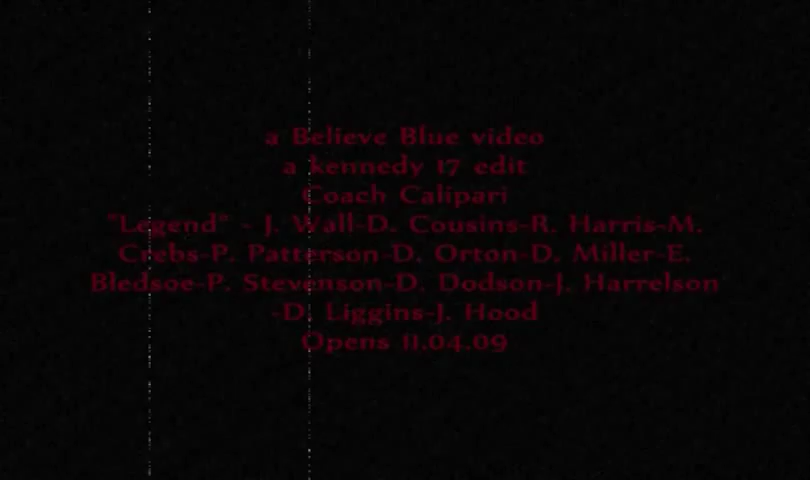 a Believe Blue video
a kennedy 17 edit
Coach Calipari
"Legend" - J. Wall-D. Cousins-R. Harris-M.
Crebs-P. Patterson-D. Orton-D. Miller-E.
Bledsoe-P. Stevenson-D. Dodson-J. Harrelson
-D. Liggins-J. Hood
Opens 11.04.09